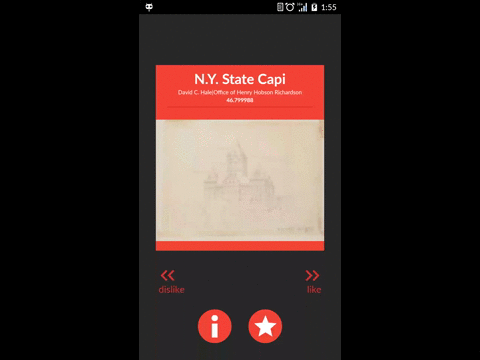 1:55
N.Y. State Capi
David C. Hale|Office of Henry Hobson Richardson
46.799988
dislike
like